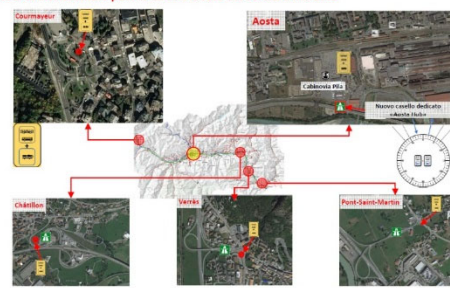 Courmayeur
Aosta
Cabinovia Pila
Nuovo casello dedicato
«Aosta Hub»
Châtillon
Verrès
Pont-Saint-Martin